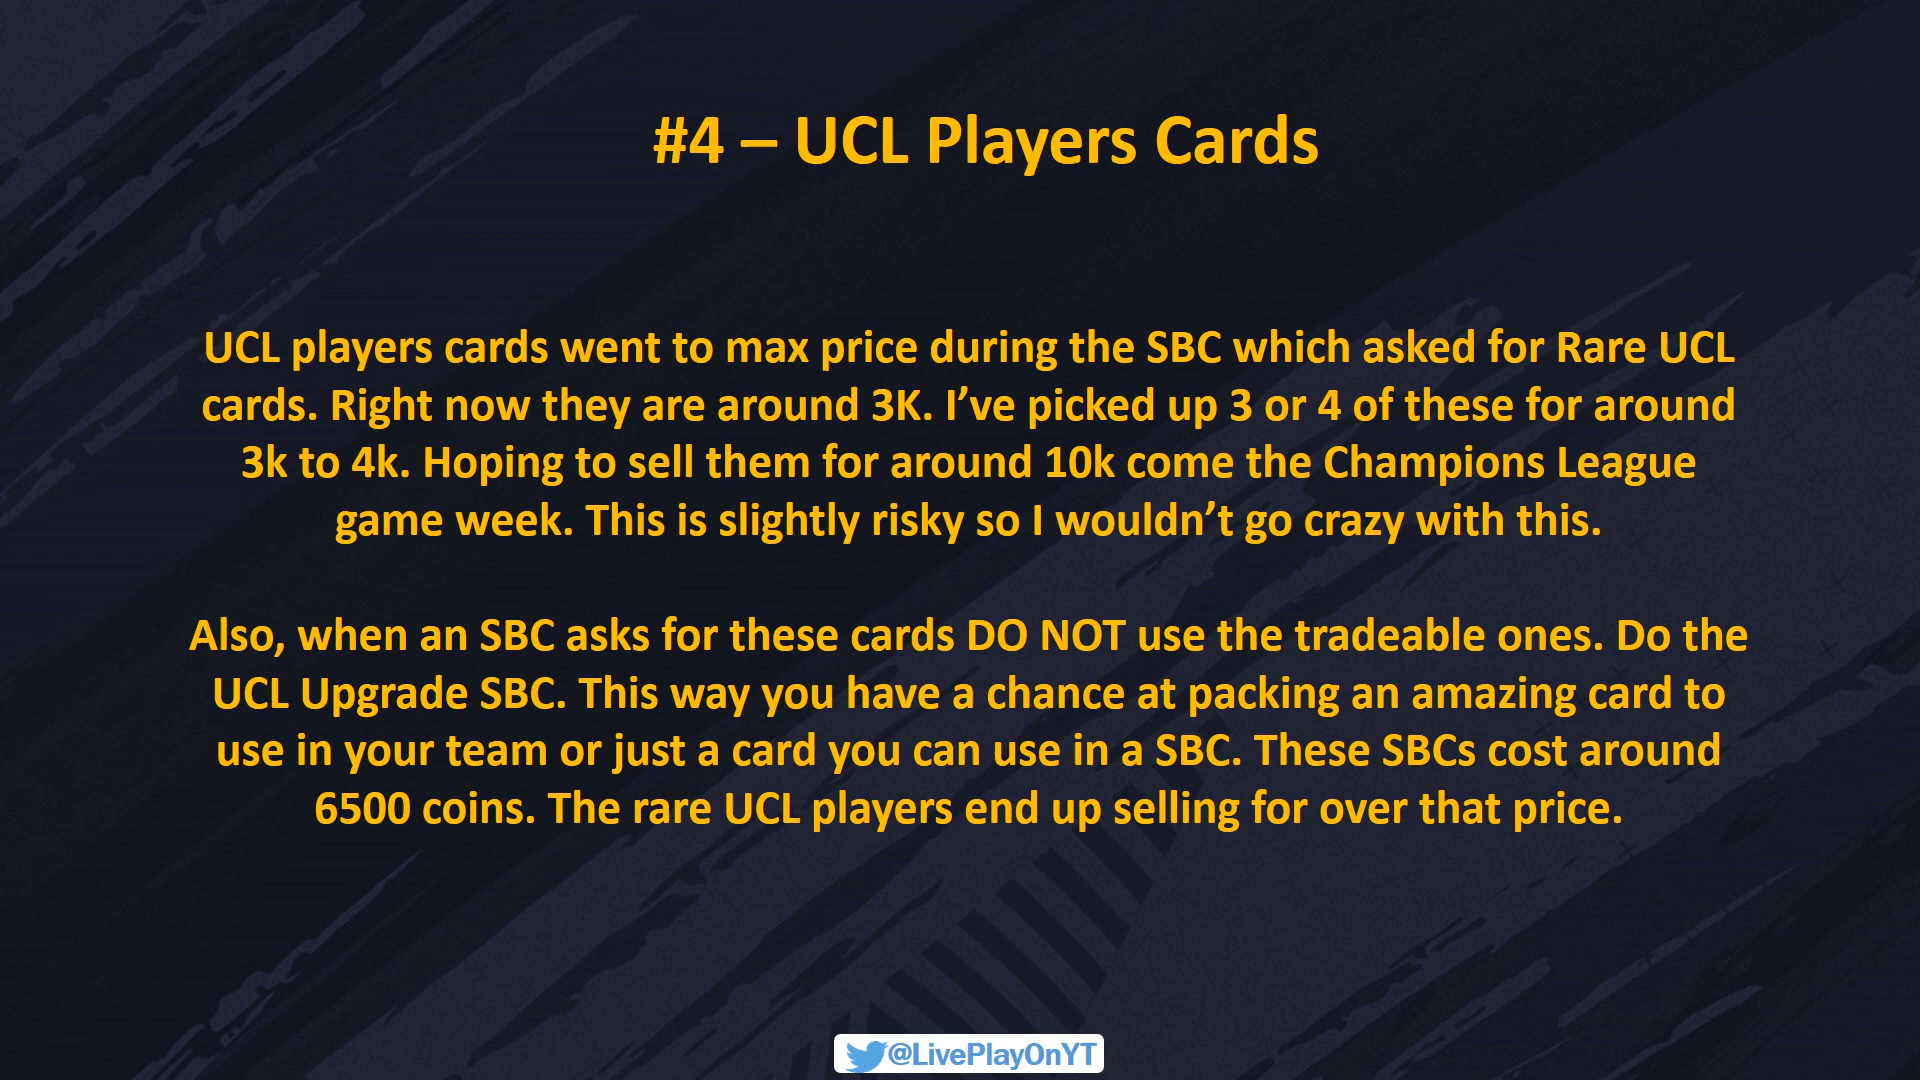 #4 – UCL Players Cards
UCL players cards went to max price during the SBC which asked for Rare UCL
cards. Right now they are around 3K. I’ve picked up 3 or 4 of these for around
3k to 4k. Hoping to sell them for around 10k come the Champions League
game week. This is slightly risky so I wouldn’t go crazy with this.
Also, when an SBC asks for these cards DO NOT use the tradeable ones. Do the
UCL Upgrade SBC. This way you have a chance at packing an amazing card to
use in your team or just a card you can use in a SBC. These SBCs cost around
6500 coins. The rare UCL players end up selling for over that price.
@LivePlayOnYT